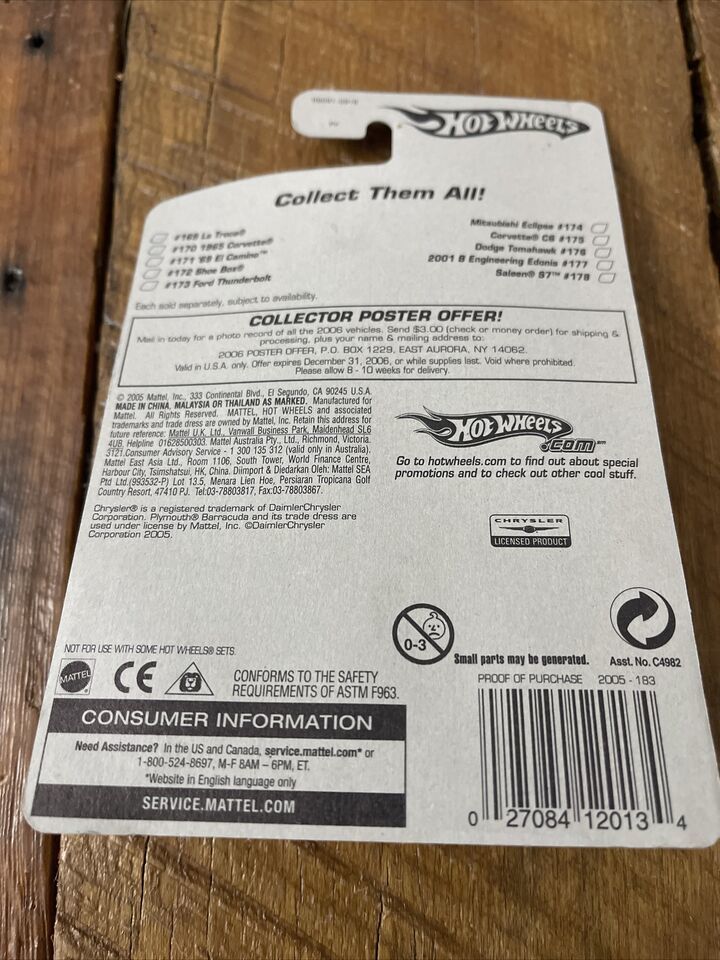 HOT WHEELS
Collect Them All!
#169 La Troca®
#170 1965 Corvette®
#171 '69 El Camino™
#172 Shoe Box®
#173 Ford Thunderbolt
Mitsubishi Eclipse #174
Corvette® C6 #175
Dodge Tomahawk #176
2001 B Engineering Edonis #177
Saleen® S7™ #178
Each sold separately, subject to availability.
COLLECTOR POSTER OFFER!
Mail in today for a photo record of all the 2006 vehicles. Send $3.00 (check or money order) for shipping &
processing, plus your name & mailing address to:
2006 POSTER OFFER, P.O. BOX 1229, EAST AURORA, NY 14052.
Valid in U.S.A. only. Offer expires December 31, 2006, or while supplies last. Void where prohibited.
Please allow 8 - 10 weeks for delivery.
© 2005 Mattel, Inc., 333 Continental Blvd., El Segundo, CA 90245 U.S.A.
MADE IN CHINA, MALAYSIA OR THAILAND AS MARKED. Manufactured for
Mattel. All Rights Reserved. MATTEL, HOT WHEELS and associated
trademarks and trade dress are owned by Mattel, Inc. Retain this address for
future reference: Mattel U.K. Ltd., Vanwall Business Park, Maidenhead SL6
4UB. Helpline 01628500303. Mattel Australia Pty., Ltd., Richmond, Victoria.
3121.Consumer Advisory Service - 1 300 135 312 (valid only in Australia).
Mattel East Asia Ltd., Room 1106, South Tower, World Finance Centre,
Harbour City, Tsimshatsui, HK, China. Diimport & Diedarkan Oleh: Mattel SEA
Ptd Ltd.(993532-P) Lot 13.5, Menara Lien Hoe, Persiaran Tropicana Golf
Country Resort, 47410 PJ. Tel:03-78803817, Fax:03-78803867.
Chrysler® is a registered trademark of DaimlerChrysler
Corporation. Plymouth® Barracuda and its trade dress are
used under license by Mattel, Inc. ©DaimlerChrysler
Corporation 2005.
HOT WHEELS
.com℠
Go to hotwheels.com to find out about special
promotions and to check out other cool stuff.
CHRYSLER
LICENSED PRODUCT
0-3
Small parts may be generated.
Asst. No. C4982
NOT FOR USE WITH SOME HOT WHEELS® SETS.
MATTEL
CE
CONFORMS TO THE SAFETY
REQUIREMENTS OF ASTM F963.
PROOF OF PURCHASE 2005 - 183
CONSUMER INFORMATION
Need Assistance? In the US and Canada, service.mattel.com* or
1-800-524-8697, M-F 8AM – 6PM, ET.
*Website in English language only
SERVICE.MATTEL.COM
0 27084 12013 4